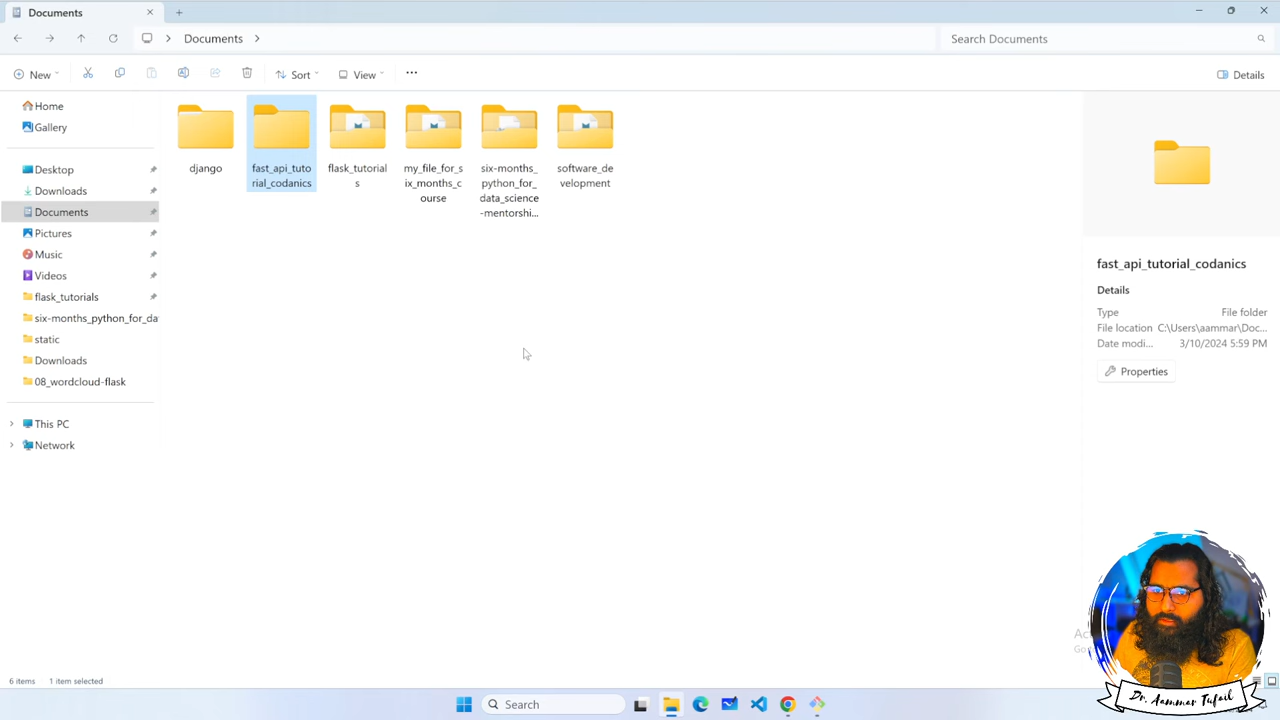 Documents
Documents
Search Documents
New
Sort
View
Details
Home
Gallery
Desktop
Downloads
Documents
Pictures
Music
Videos
flask_tutorials
six-months_python_for_da
static
Downloads
08_wordcloud-flask
This PC
Network
django
fast_api_tuto
rial_codanics
flask_tutorial
s
my_file_for_s
ix_months_c
ourse
six-months_
python_for_
data_science
-mentorshi...
software_de
velopment
fast_api_tutorial_codanics
Details
Type File folder
File location C:\Users\aammar\Doc...
Date modi... 3/10/2024 5:59 PM
Properties
Dr. Aammar Tufail
6 items 1 item selected
Search